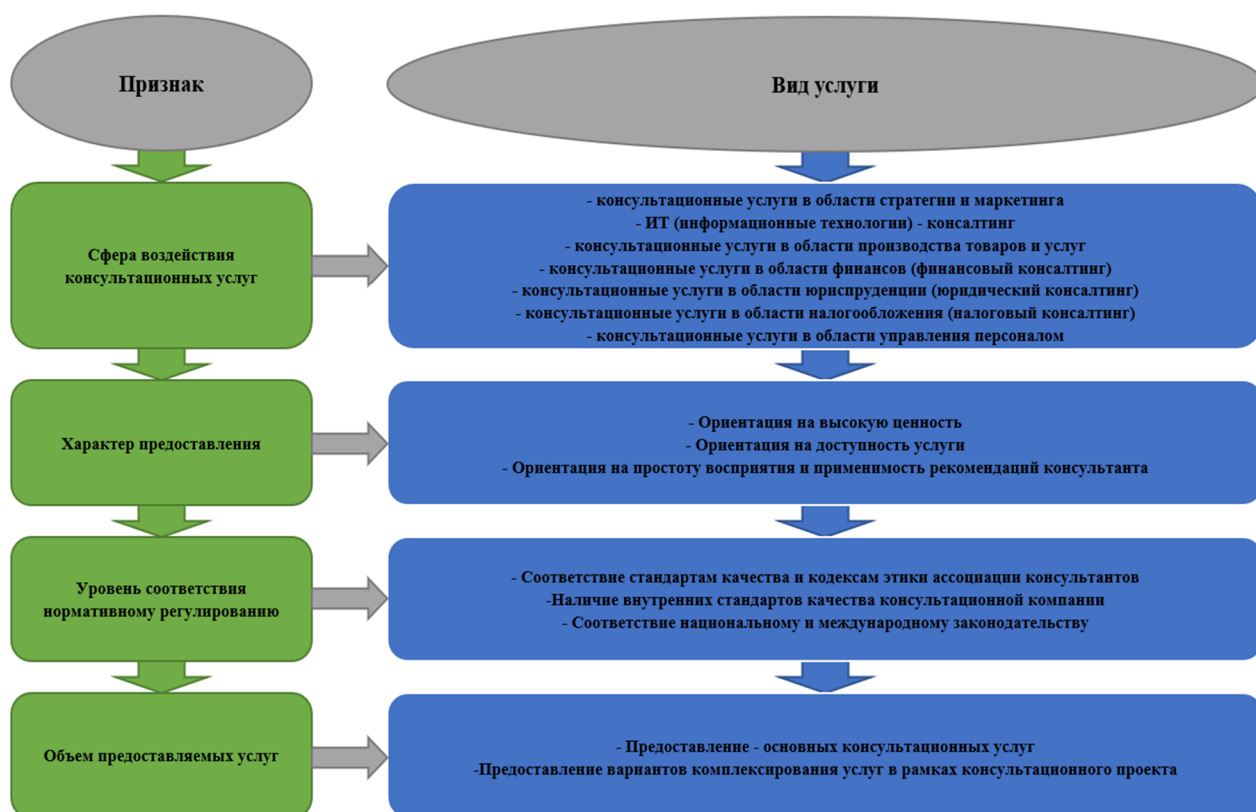 Признак
Вид услуги
Сфера воздействия
консультационных услуг
- консультационные услуги в области стратегии и маркетинга
- ИТ (информационные технологии) - консалтинг
- консультационные услуги в области производства товаров и услуг
- консультационные услуги в области финансов (финансовый консалтинг)
- консультационные услуги в области юриспруденции (юридический консалтинг)
- консультационные услуги в области налогообложения (налоговый консалтинг)
- консультационные услуги в области управления персоналом
Характер предоставления
- Ориентация на высокую ценность
- Ориентация на доступность услуги
- Ориентация на простоту восприятия и применимость рекомендаций консультанта
Уровень соответствия
нормативному регулированию
- Соответствие стандартам качества и кодексам этики ассоциации консультантов
-Наличие внутренних стандартов качества консультационной компании
- Соответствие национальному и международному законодательству
Объем предоставляемых услуг
- Предоставление - основных консультационных услуг
-Предоставление вариантов комплексирования услуг в рамках консультационного проекта